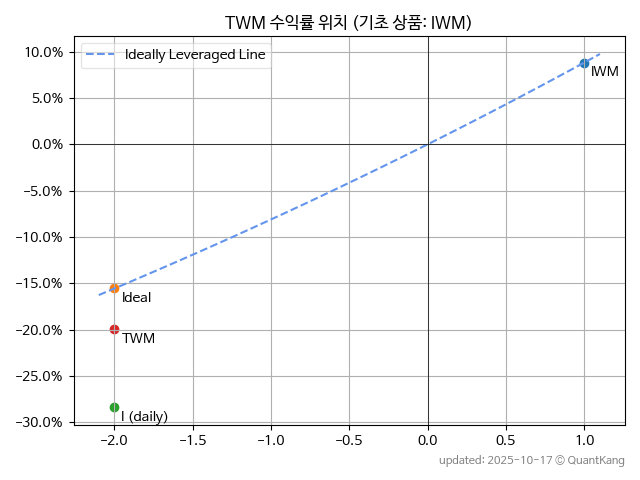 TWM 수익률 위치 (기초 상품: IWM)
10.0%
5.0%
0.0%
−5.0%
−10.0%
−15.0%
−20.0%
−25.0%
−30.0%
Ideally Leveraged Line
IWM
Ideal
TWM
I (daily)
−2.0 −1.5 −1.0 −0.5 0.0 0.5 1.0
updated: 2025-10-17 © QuantKang